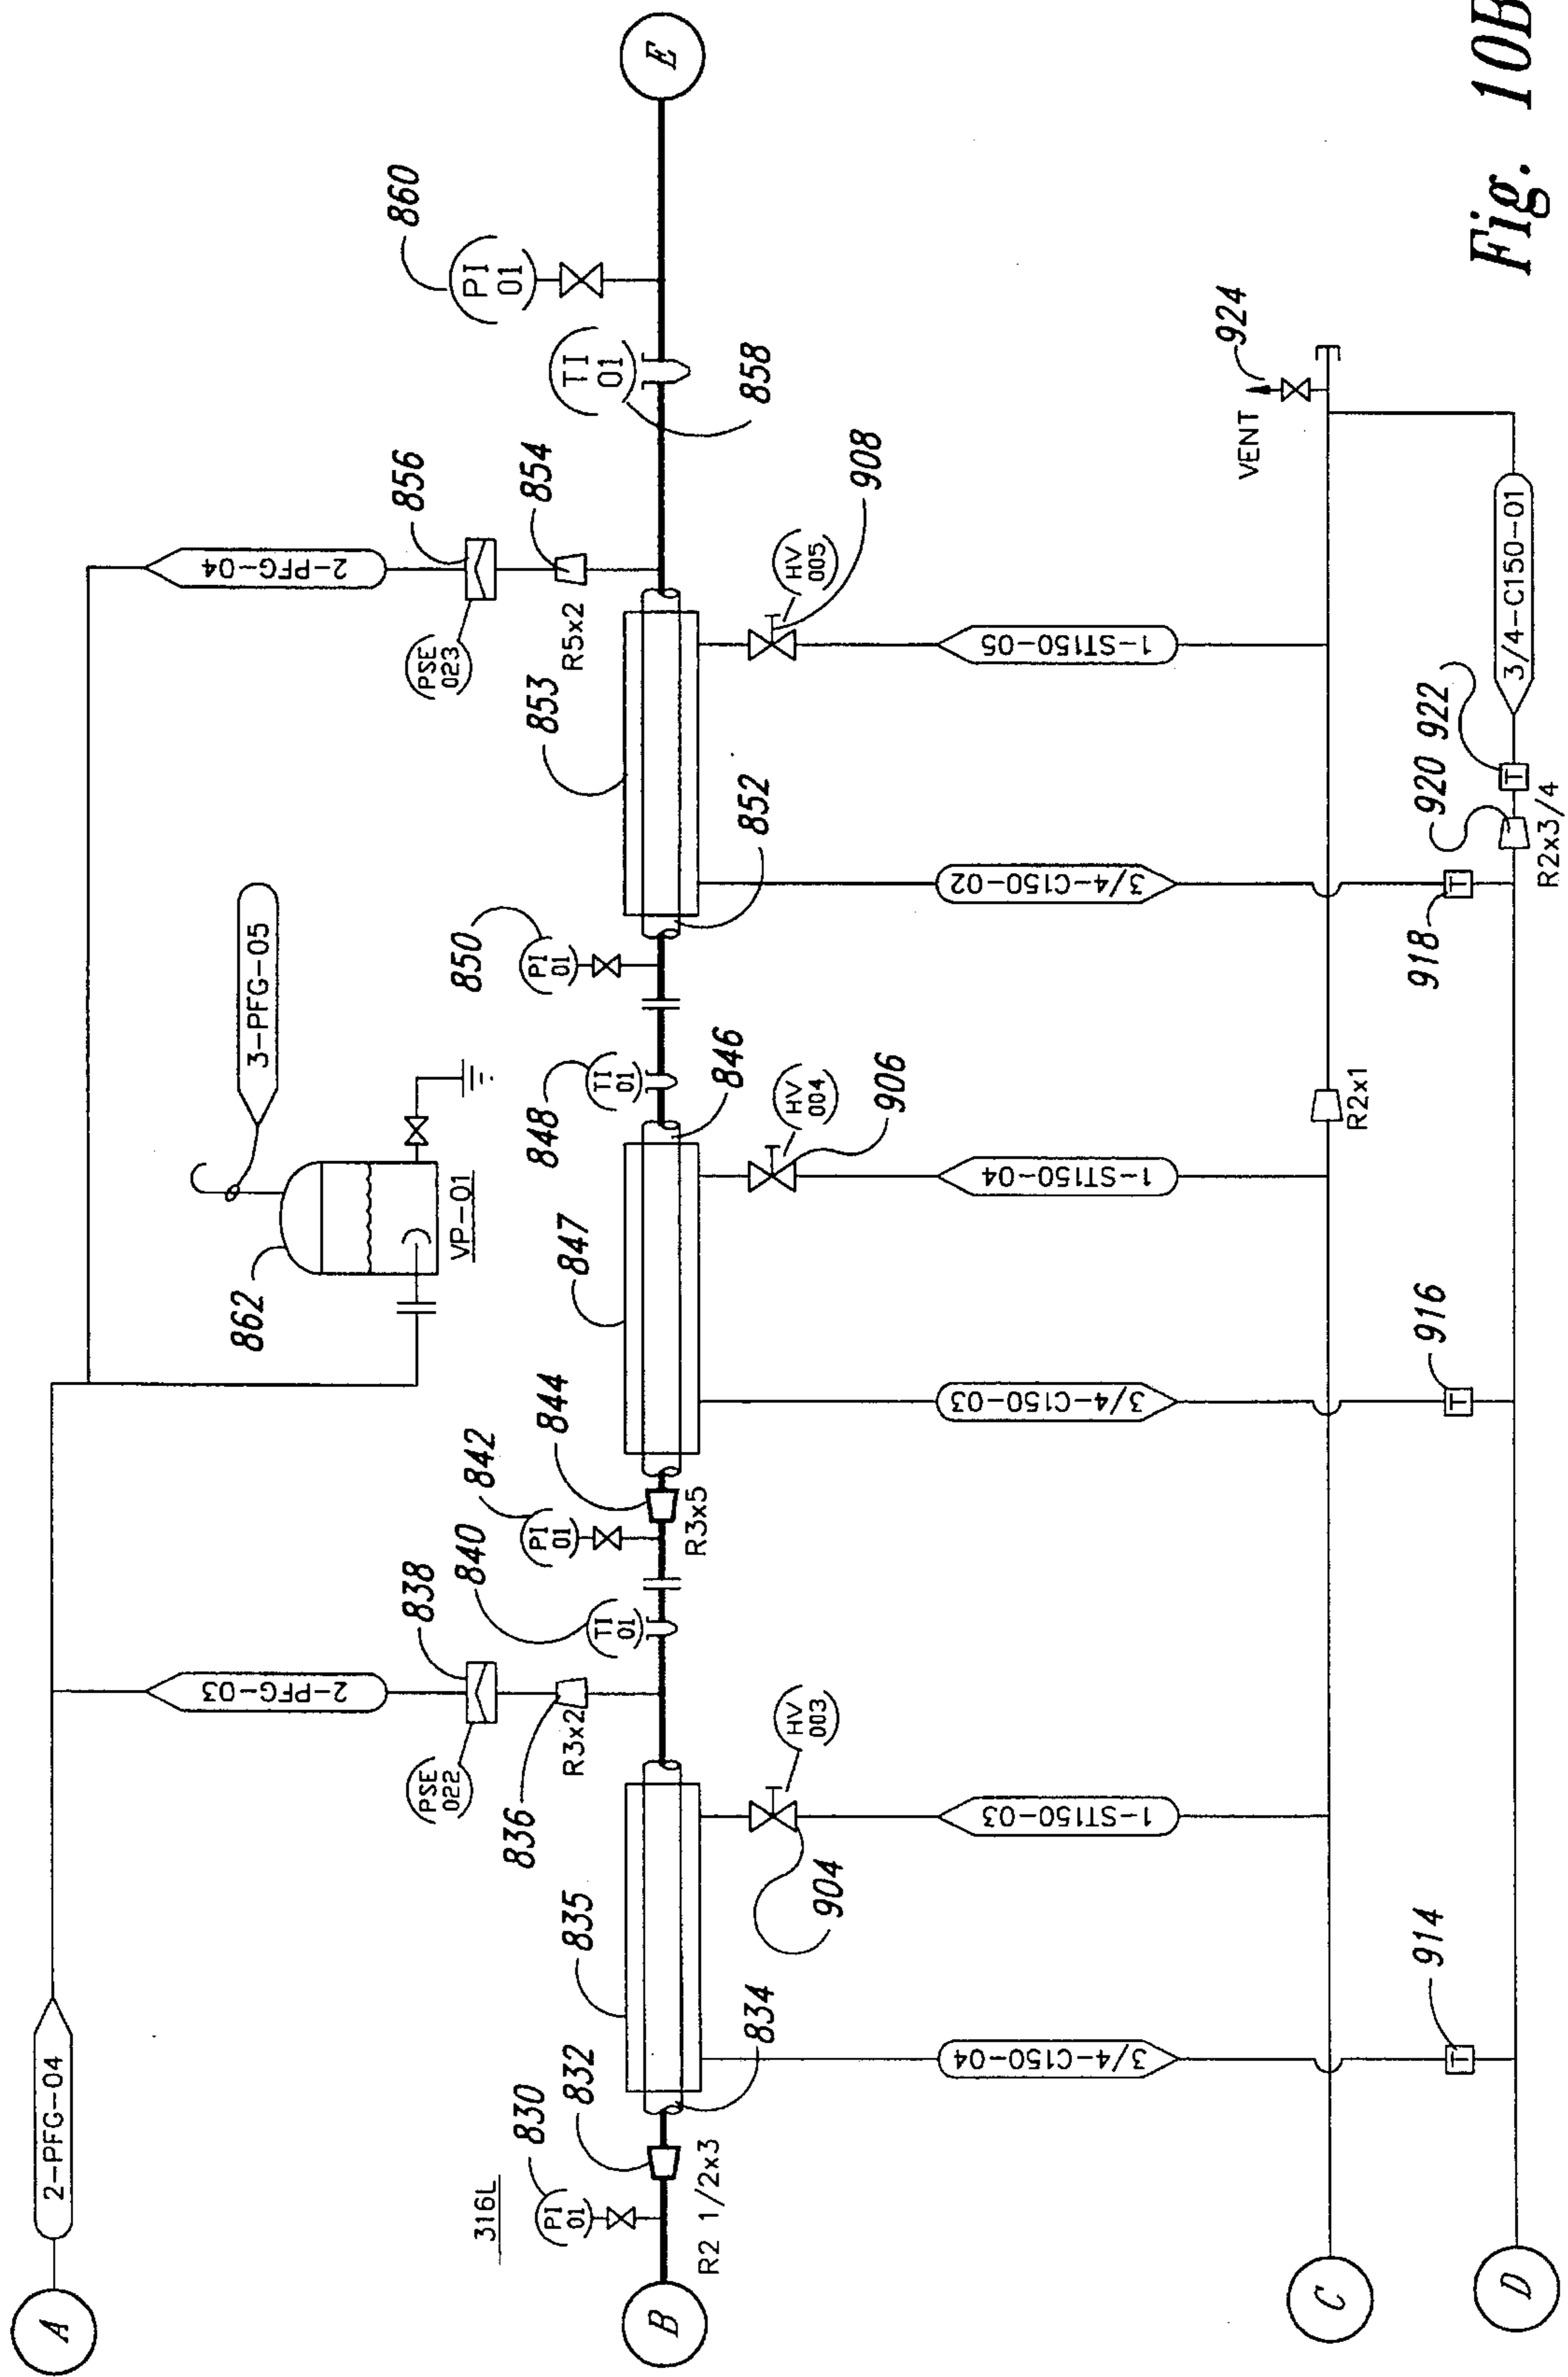 A
2-PFG-04
2-PFG-03
PSE
022
838
836
R3x2
3-PFG-05
862
VP-01
2-PFG-04
PSE
023
856
854
R5x2
316L
PI
01
830
832
R2 1/2x3
B
834
835
TI
01
840
PI
01
842
844
R3x5
847
846
TI
01
848
PI
01
850
852
853
TI
01
858
PI
01
860
E
HV
003
904
HV
004
906
HV
005
908
3/4-C150-04
1-ST150-03
3/4-C150-03
1-ST150-04
3/4-C150-02
1-ST150-05
C
R2x1
VENT
924
D
T
914
T
916
T
918
920
922
T
R2x3/4
3/4-C150-01
Fig. 10B